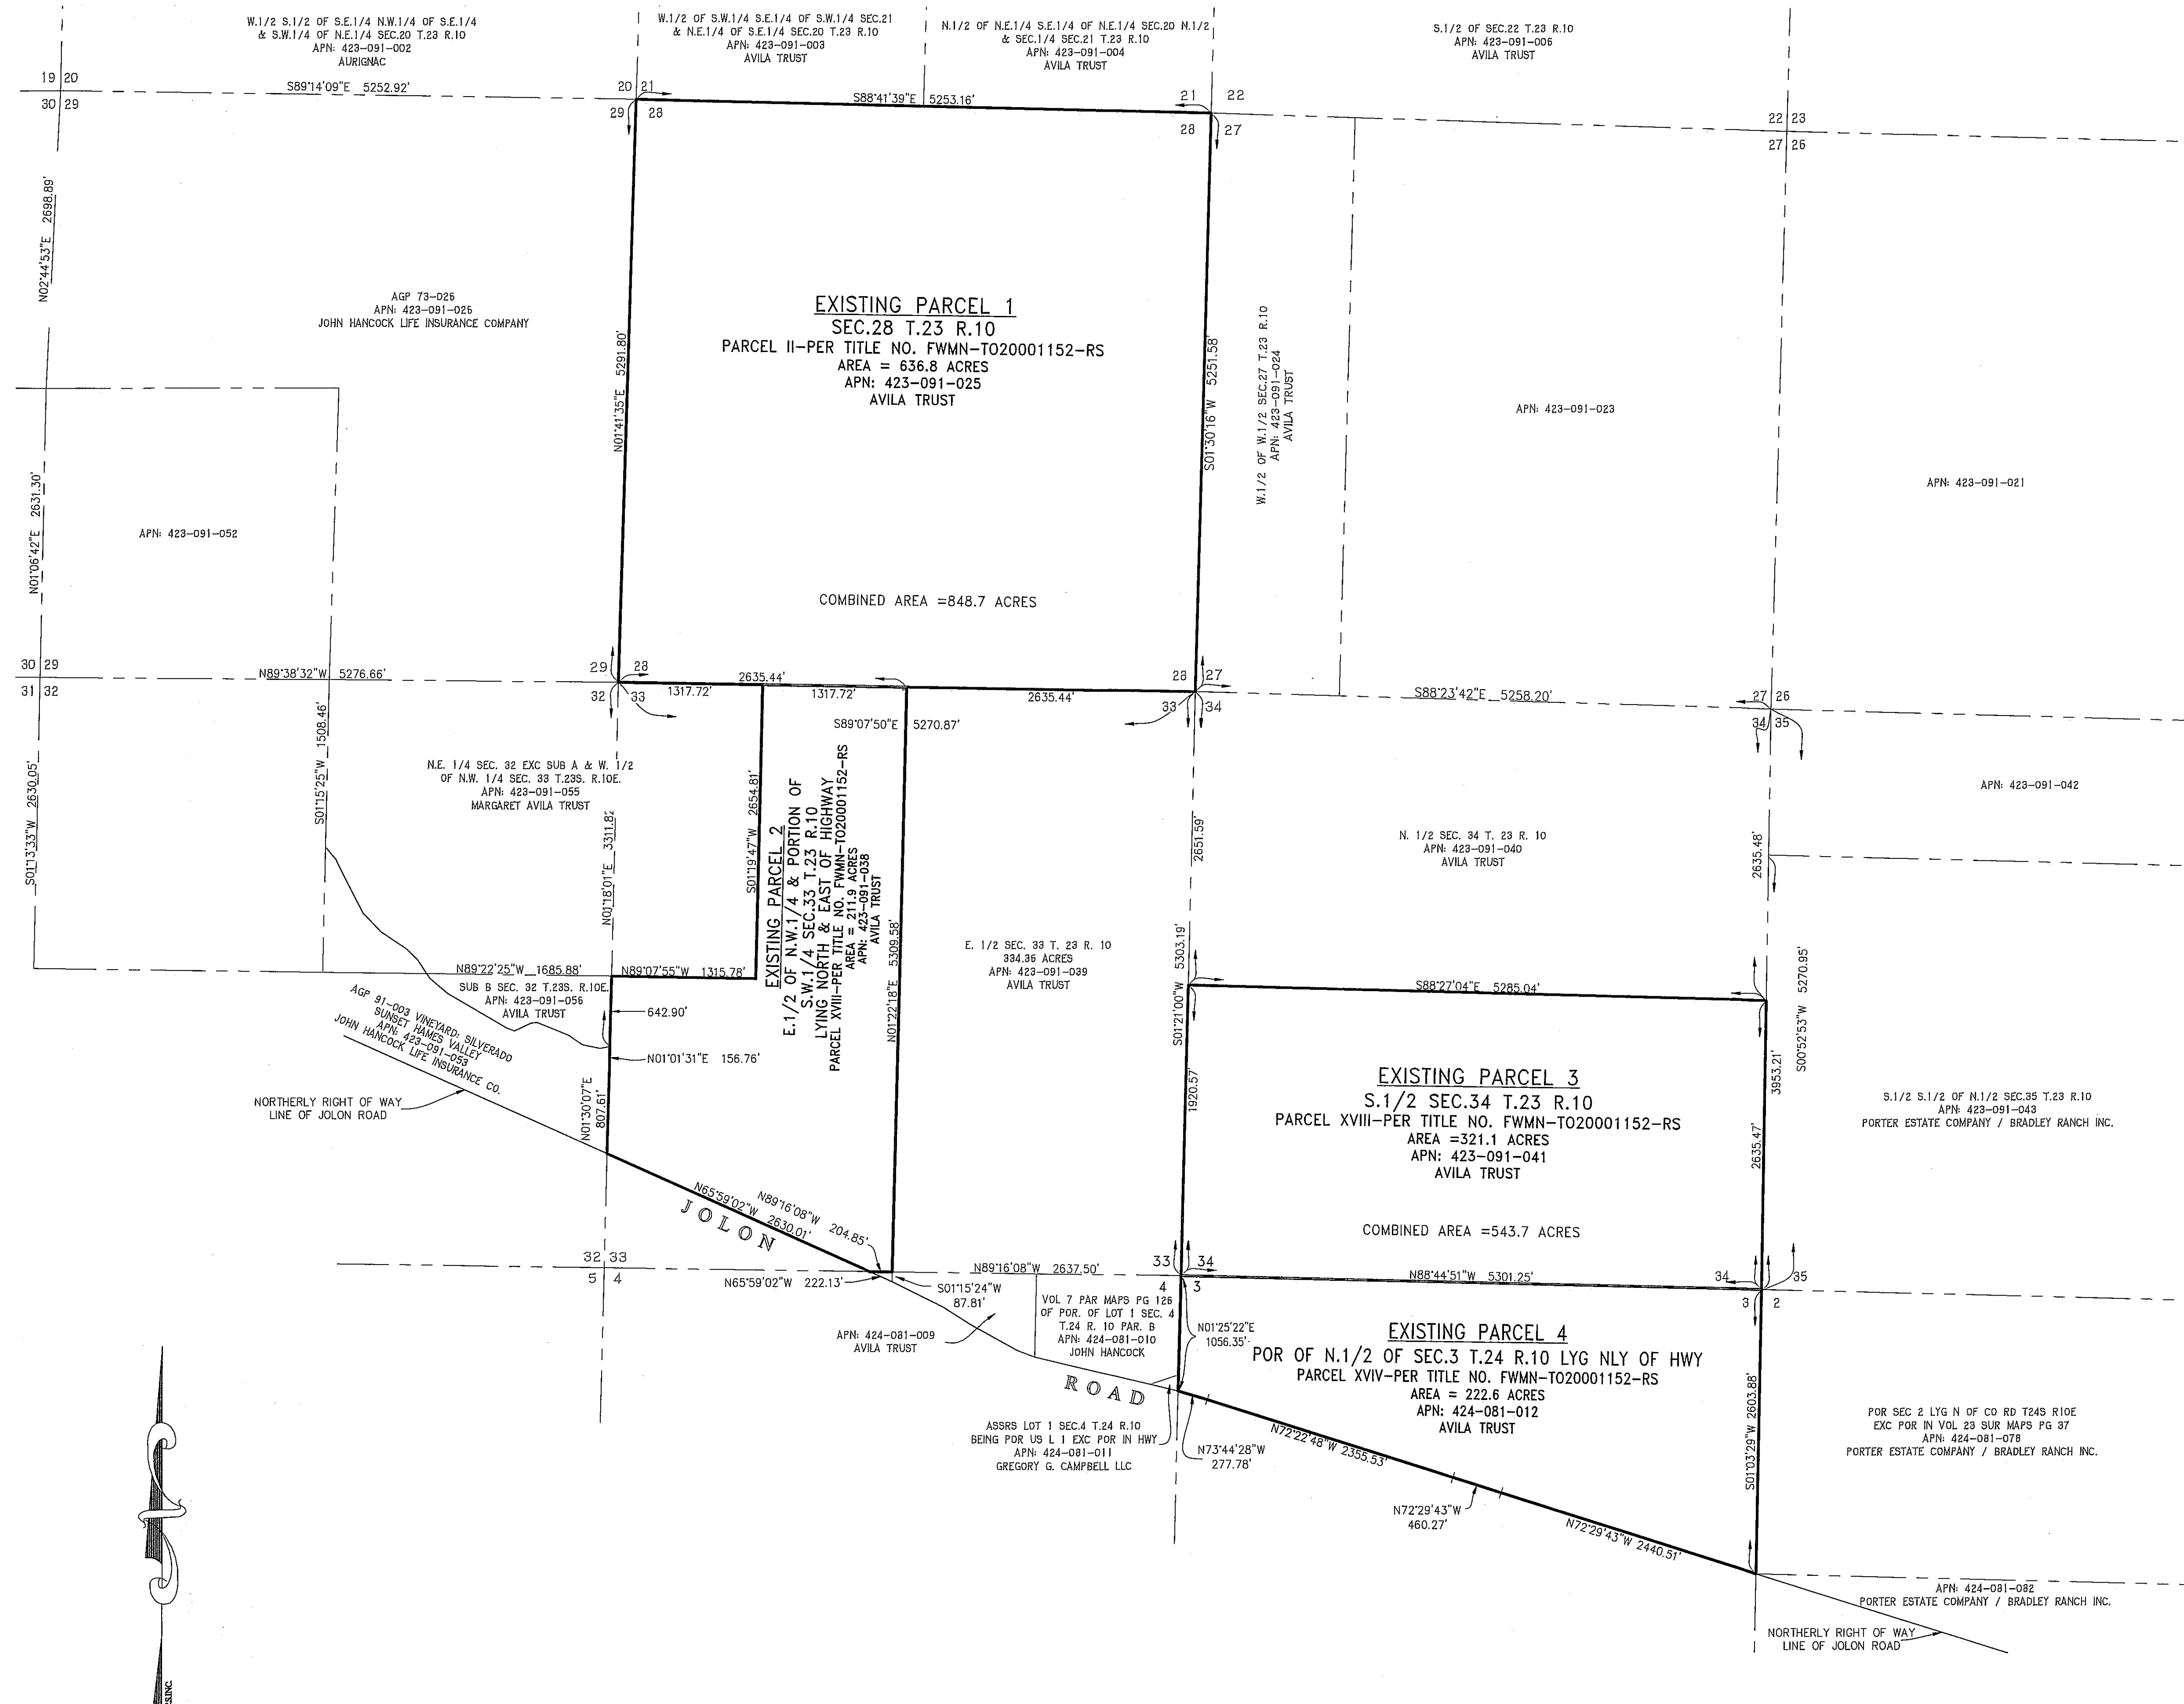 W.1/2 S.1/2 OF S.E.1/4 N.W.1/4 OF S.E.1/4
& S.W.1/4 OF N.E.1/4 SEC.20 T.23 R.10
APN: 423-091-002
AURIGNAC
W.1/2 OF S.W.1/4 S.E.1/4 OF S.W.1/4 SEC.21
& N.E.1/4 OF S.E.1/4 SEC.20 T.23 R.10
APN: 423-091-003
AVILA TRUST
N.1/2 OF N.E.1/4 S.E.1/4 OF N.E.1/4 SEC.20 N.1/2
& SEC.1/4 SEC.21 T.23 R.10
APN: 423-091-004
AVILA TRUST
S.1/2 OF SEC.22 T.23 R.10
APN: 423-091-006
AVILA TRUST
19 20
30 29
S89°14'09"E 5252.92'
20 21
29 28
S88°41'39"E 5253.16'
21 22
28 27
22 23
27 26
N02°44'53"E 2698.89'
AGP 73-026
APN: 423-091-026
JOHN HANCOCK LIFE INSURANCE COMPANY
N01°41'35"E 5291.80'
EXISTING PARCEL 1
SEC.28 T.23 R.10
PARCEL II-PER TITLE NO. FWMN-TO20001152-RS
AREA = 636.8 ACRES
APN: 423-091-025
AVILA TRUST
COMBINED AREA =848.7 ACRES
S01°30'16"W 5251.58'
W.1/2 OF W.1/2 SEC.27 T.23 R.10
APN: 423-091-024
AVILA TRUST
APN: 423-091-023
APN: 423-091-021
N01°06'42"E 2631.30'
APN: 423-091-052
30 29
31 32
N89°38'32"W 5276.66'
29 28
32 33
2635.44'
1317.72'
1317.72'
2635.44'
28 27
33 34
S88°23'42"E 5258.20'
27 26
34 35
S89°07'50"E 5270.87'
S01°13'33"W 2630.05'
S01°15'25"W 1508.46'
N.E. 1/4 SEC. 32 EXC SUB A & W. 1/2
OF N.W. 1/4 SEC. 33 T.23S. R.10E.
APN: 423-091-055
MARGARET AVILA TRUST
N01°18'01"E 3311.82
S01°19'47"W 2654.81'
EXISTING PARCEL 2
E.1/2 OF N.W.1/4 & PORTION OF
S.W.1/4 SEC.33 T.23 R.10
LYING NORTH & EAST OF HIGHWAY
PARCEL XVIII-PER TITLE NO. FWMN-TO20001152-RS
AREA = 211.9 ACRES
APN: 423-091-038
AVILA TRUST
N01°22'18"E 5309.58'
E. 1/2 SEC. 33 T. 23 R. 10
334.36 ACRES
APN: 423-091-039
AVILA TRUST
2651.59'
S01°21'00"W 5303.19'
1920.57'
N. 1/2 SEC. 34 T. 23 R. 10
APN: 423-091-040
AVILA TRUST
2635.48'
APN: 423-091-042
S88°27'04"E 5285.04'
S00°52'53"W 5270.95'
3953.21'
2635.47'
EXISTING PARCEL 3
S.1/2 SEC.34 T.23 R.10
PARCEL XVIII-PER TITLE NO. FWMN-TO20001152-RS
AREA =321.1 ACRES
APN: 423-091-041
AVILA TRUST
COMBINED AREA =543.7 ACRES
S.1/2 S.1/2 OF N.1/2 SEC.35 T.23 R.10
APN: 423-091-043
PORTER ESTATE COMPANY / BRADLEY RANCH INC.
N89°22'25"W 1685.88'
N89°07'55"W 1315.78'
SUB B SEC. 32 T.23S. R.10E.
APN: 423-091-056
AVILA TRUST
642.90'
N01°01'31"E 156.76'
AGP 91-003 VINEYARD; SILVERADO
SUNSET HAMES VALLEY
APN: 423-091-053
JOHN HANCOCK LIFE INSURANCE CO.
NORTHERLY RIGHT OF WAY
LINE OF JOLON ROAD
N01°30'07"E
807.61'
N65°59'02"W 2630.01'
N89°16'08"W 204.85'
JOLON
32 33
5 4
N65°59'02"W 222.13'
S01°15'24"W
87.81'
N89°16'08"W 2637.50'
33 34
4 3
N88°44'51"W 5301.25'
34 35
3 2
APN: 424-081-009
AVILA TRUST
VOL 7 PAR MAPS PG 126
OF POR. OF LOT 1 SEC. 4
T.24 R. 10 PAR. B
APN: 424-081-010
JOHN HANCOCK
N01°25'22"E
1056.35'
ROAD
EXISTING PARCEL 4
POR OF N.1/2 OF SEC.3 T.24 R.10 LYG NLY OF HWY
PARCEL XVIV-PER TITLE NO. FWMN-TO20001152-RS
AREA = 222.6 ACRES
APN: 424-081-012
AVILA TRUST
S01°03'29"W 2603.88'
POR SEC 2 LYG N OF CO RD T24S R10E
EXC POR IN VOL 23 SUR MAPS PG 37
APN: 424-081-078
PORTER ESTATE COMPANY / BRADLEY RANCH INC.
ASSRS LOT 1 SEC.4 T.24 R.10
BEING POR US L 1 EXC POR IN HWY
APN: 424-081-011
GREGORY G. CAMPBELL LLC
N73°44'28"W
277.78'
N72°22'48"W 2355.53'
N72°29'43"W
460.27'
N72°29'43"W 2440.51'
APN: 424-081-082
PORTER ESTATE COMPANY / BRADLEY RANCH INC.
NORTHERLY RIGHT OF WAY
LINE OF JOLON ROAD